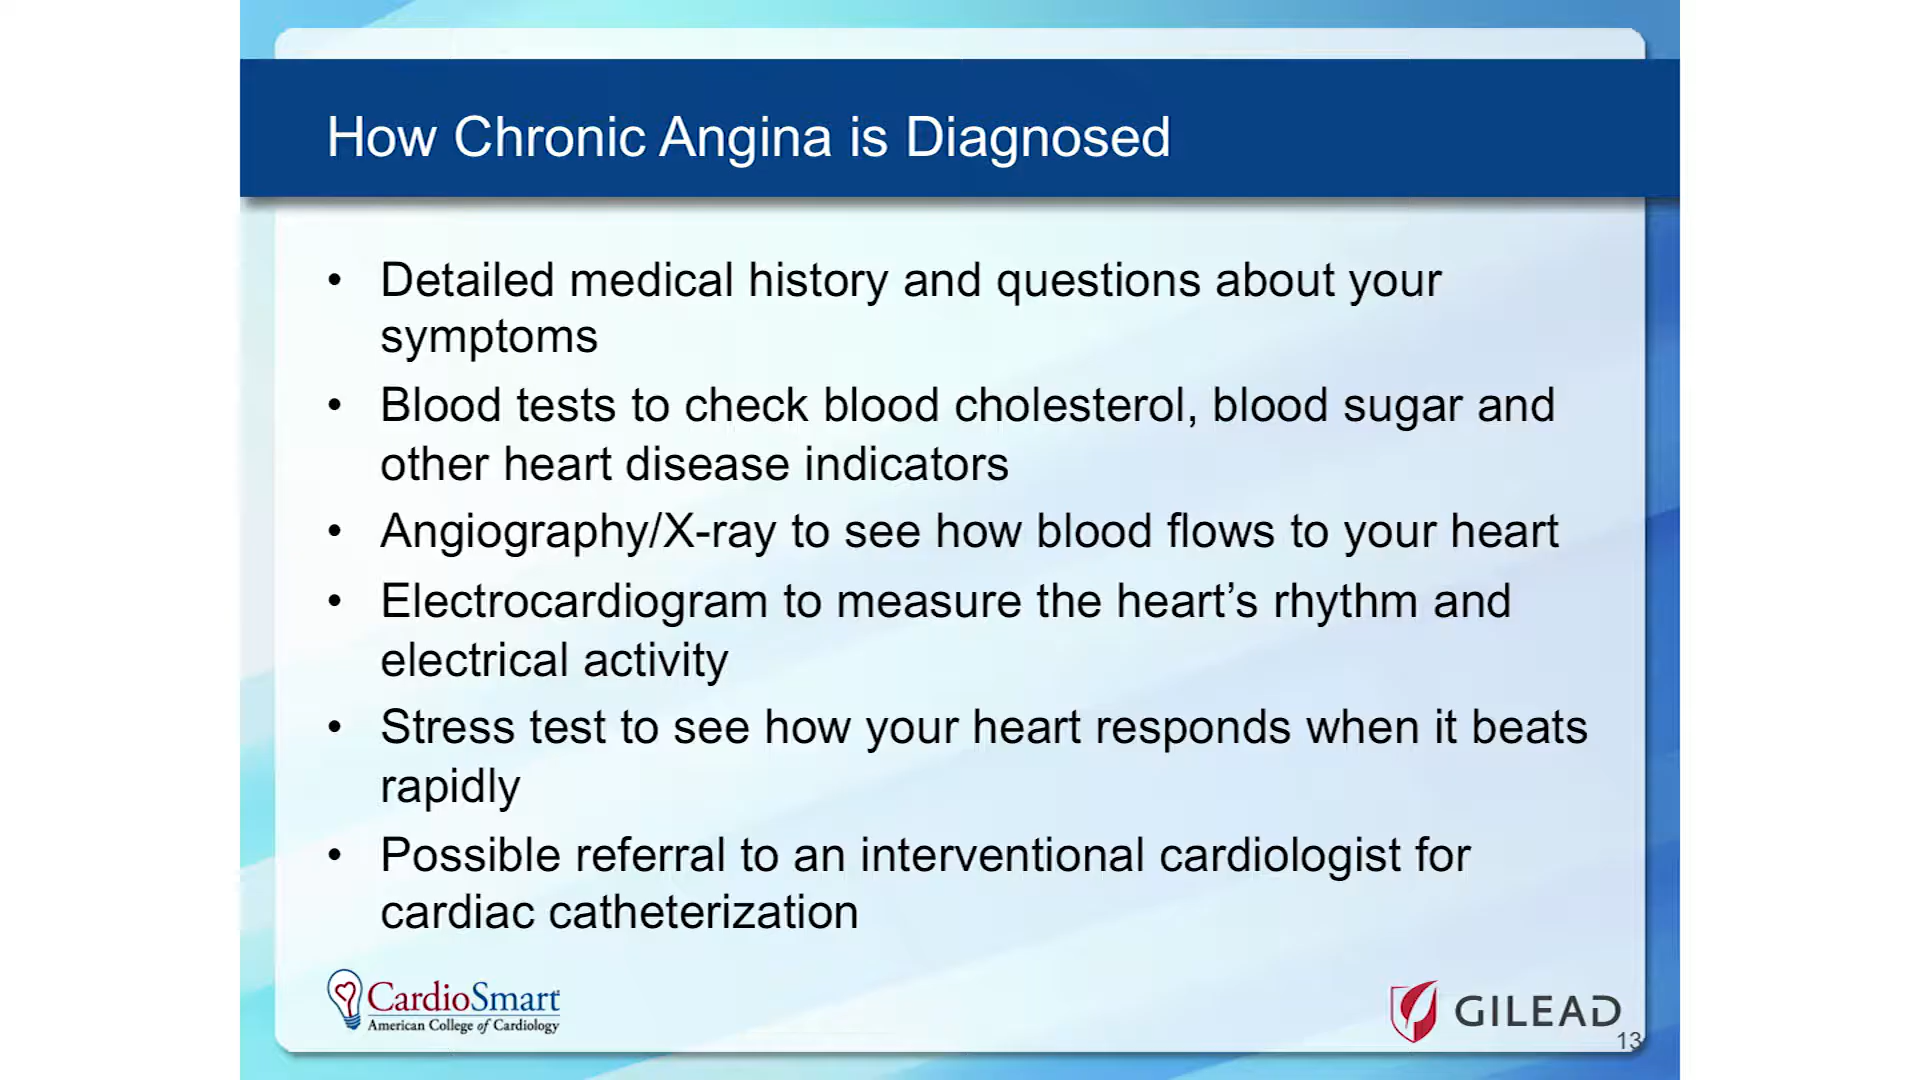 How Chronic Angina is Diagnosed
• Detailed medical history and questions about your
symptoms
• Blood tests to check blood cholesterol, blood sugar and
other heart disease indicators
• Angiography/X-ray to see how blood flows to your heart
• Electrocardiogram to measure the heart’s rhythm and
electrical activity
• Stress test to see how your heart responds when it beats
rapidly
• Possible referral to an interventional cardiologist for
cardiac catheterization
CardioSmart
American College of Cardiology
GILEAD
13